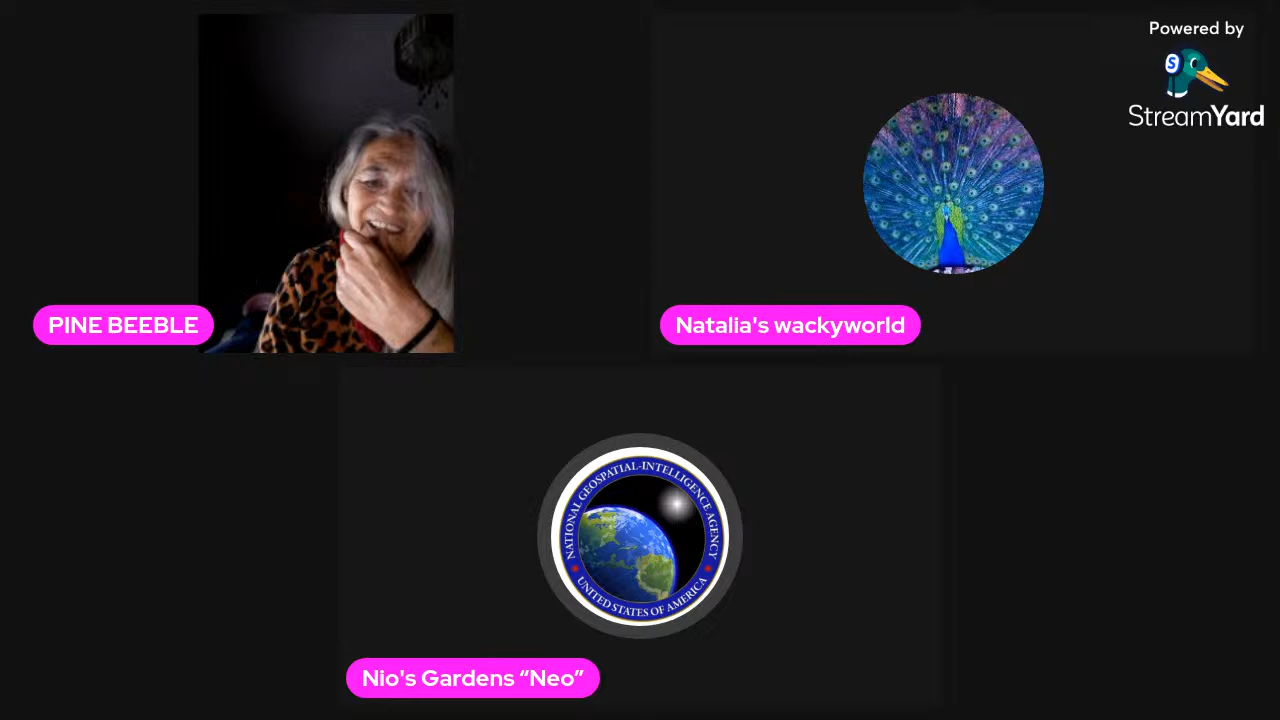 Powered by
StreamYard
PINE BEEBLE
Natalia's wackyworld
NATIONAL GEOSPATIAL-INTELLIGENCE AGENCY
UNITED STATES OF AMERICA
Nio's Gardens “Neo”